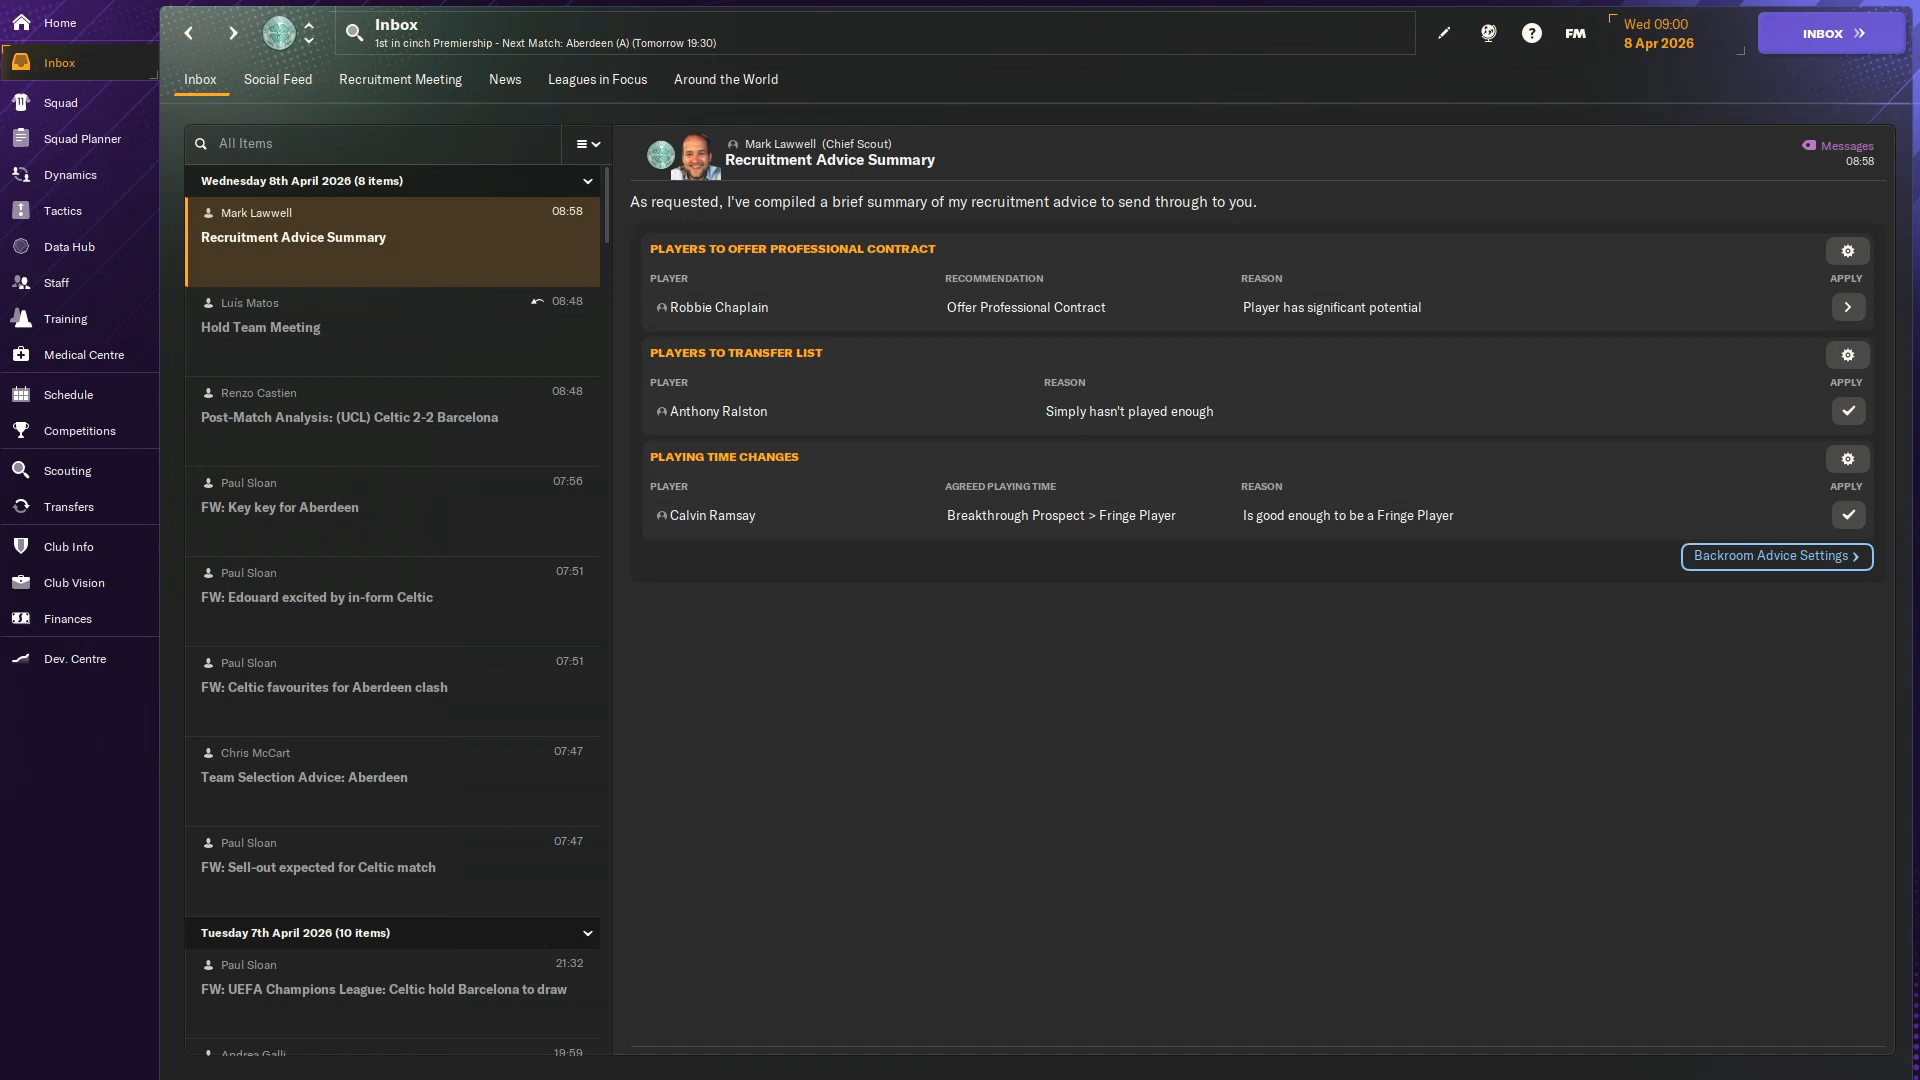 Home
Inbox
Squad
Squad Planner
Dynamics
Tactics
Data Hub
Staff
Training
Medical Centre
Schedule
Competitions
Scouting
Transfers
Club Info
Club Vision
Finances
Dev. Centre
Inbox
1st in cinch Premiership - Next Match: Aberdeen (A) (Tomorrow 19:30)
FM
Wed 09:00
8 Apr 2026
INBOX
Inbox Social Feed Recruitment Meeting News Leagues in Focus Around the World
All Items
Wednesday 8th April 2026 (8 items)
Mark Lawwell 08:58
Recruitment Advice Summary
Luís Matos 08:48
Hold Team Meeting
Renzo Castien 08:48
Post-Match Analysis: (UCL) Celtic 2-2 Barcelona
Paul Sloan 07:56
FW: Key key for Aberdeen
Paul Sloan 07:51
FW: Edouard excited by in-form Celtic
Paul Sloan 07:51
FW: Celtic favourites for Aberdeen clash
Chris McCart 07:47
Team Selection Advice: Aberdeen
Paul Sloan 07:47
FW: Sell-out expected for Celtic match
Tuesday 7th April 2026 (10 items)
Paul Sloan 21:32
FW: UEFA Champions League: Celtic hold Barcelona to draw
Andrea Galli 19:59
Mark Lawwell (Chief Scout)
Recruitment Advice Summary
Messages
08:58
As requested, I've compiled a brief summary of my recruitment advice to send through to you.
PLAYERS TO OFFER PROFESSIONAL CONTRACT
PLAYER RECOMMENDATION REASON APPLY
Robbie Chaplain Offer Professional Contract Player has significant potential
PLAYERS TO TRANSFER LIST
PLAYER REASON APPLY
Anthony Ralston Simply hasn't played enough
PLAYING TIME CHANGES
PLAYER AGREED PLAYING TIME REASON APPLY
Calvin Ramsay Breakthrough Prospect > Fringe Player Is good enough to be a Fringe Player
Backroom Advice Settings